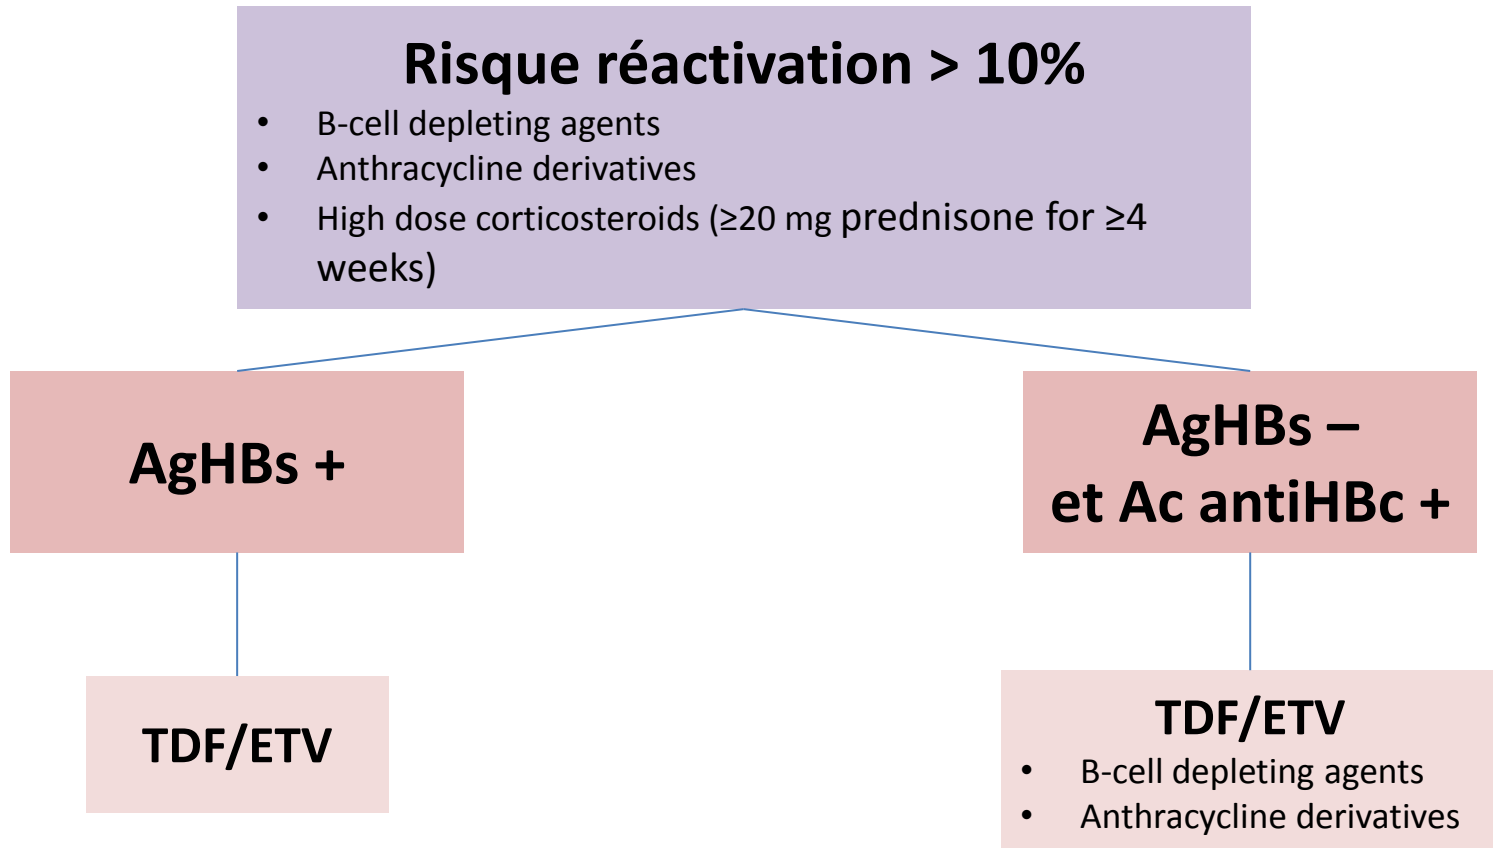 Risque réactivation > 10%
• B-cell depleting agents
• Anthracycline derivatives
• High dose corticosteroids (≥20 mg prednisone for ≥4
weeks)
AgHBs +
AgHBs –
et Ac antiHBc +
TDF/ETV
TDF/ETV
• B-cell depleting agents
• Anthracycline derivatives